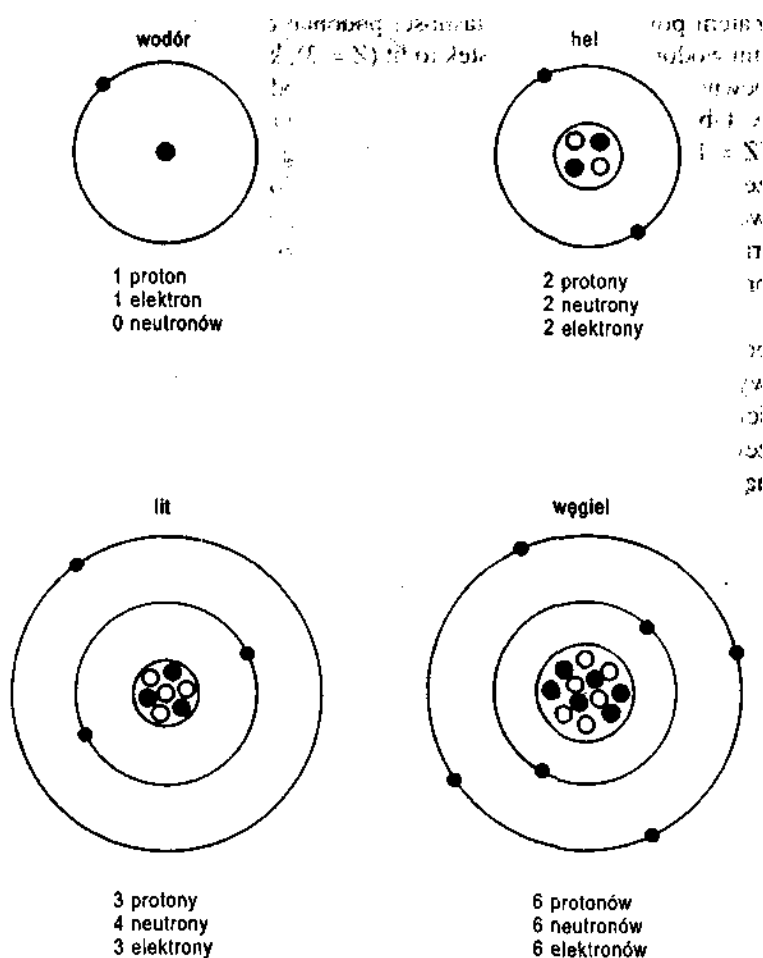 wodór
1 proton
1 elektron
0 neutronów
hel
2 protony
2 neutrony
2 elektrony
lit
3 protony
4 neutrony
3 elektrony
węgiel
6 protonów
6 neutronów
6 elektronów